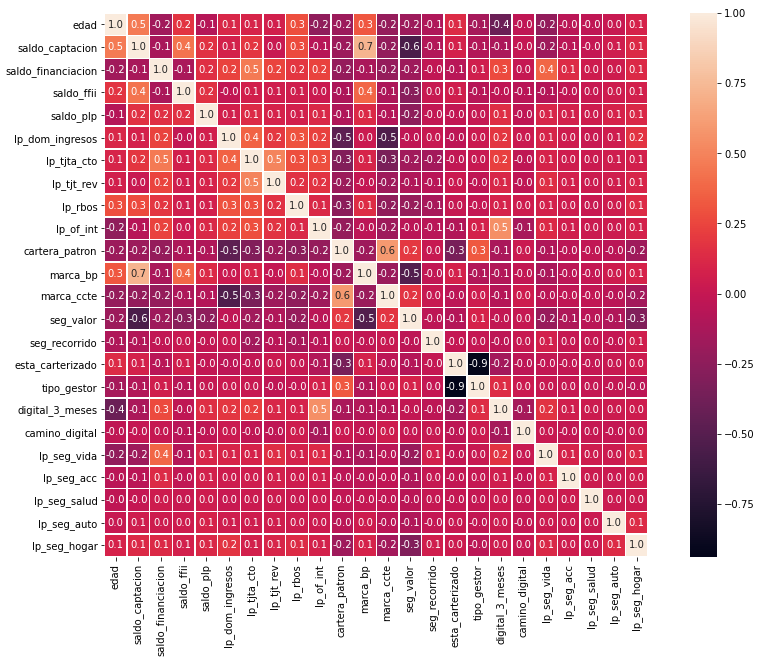 edad 1.0 0.5 -0.2 0.2 -0.1 0.1 0.1 0.1 0.3 -0.2 -0.2 0.3 -0.2 -0.2 -0.1 0.1 -0.1 -0.4 -0.0 -0.2 -0.0 -0.0 0.0 0.1
saldo_captacion 0.5 1.0 -0.1 0.4 0.2 0.1 0.2 0.0 0.3 -0.1 -0.2 0.7 -0.2 -0.6 -0.1 0.1 -0.1 -0.1 -0.0 -0.2 -0.1 0.0 0.1 0.1
saldo_financiacion -0.2 -0.1 1.0 -0.1 0.2 0.2 0.5 0.2 0.2 0.2 -0.2 -0.1 -0.2 -0.2 -0.0 -0.1 0.1 0.3 -0.0 0.4 0.1 0.0 0.0 0.1
saldo_ffii 0.2 0.4 -0.1 1.0 0.2 -0.0 0.1 0.1 0.1 0.0 -0.1 0.4 -0.1 -0.3 -0.0 0.1 -0.1 -0.0 -0.1 -0.1 -0.0 0.0 0.0 0.1
saldo_plp -0.1 0.2 0.2 0.2 1.0 0.1 0.1 0.1 0.1 0.1 -0.1 0.1 -0.1 -0.2 -0.0 -0.0 0.0 0.1 -0.0 0.1 0.0 0.0 0.1 0.1
lp_dom_ingresos 0.1 0.1 0.2 -0.0 0.1 1.0 0.4 0.2 0.3 0.2 -0.5 0.0 -0.5 -0.0 -0.0 -0.0 0.0 0.2 -0.0 0.1 0.0 0.0 0.1 0.2
lp_tjta_cto 0.1 0.2 0.5 0.1 0.1 0.4 1.0 0.5 0.3 0.3 -0.3 0.1 -0.3 -0.2 -0.2 -0.0 0.0 0.2 -0.0 0.1 0.0 0.0 0.1 0.1
lp_tjt_rev 0.1 0.0 0.2 0.1 0.1 0.2 0.5 1.0 0.2 0.2 -0.2 -0.0 -0.2 -0.1 -0.1 0.0 -0.0 0.1 -0.0 0.1 0.0 0.0 0.0 0.1
lp_rbos 0.3 0.3 0.2 0.1 0.1 0.3 0.3 0.2 1.0 0.2 -0.3 0.1 -0.2 -0.2 -0.1 0.0 -0.0 0.1 0.0 0.1 0.0 0.0 0.1 0.1
lp_of_int -0.2 -0.1 0.2 0.0 0.1 0.2 0.3 0.2 0.2 1.0 -0.2 -0.0 -0.2 -0.0 -0.1 -0.1 0.1 0.5 -0.1 0.1 0.0 0.0 0.0 0.1
cartera_patron -0.2 -0.2 -0.2 -0.1 -0.1 -0.5 -0.3 -0.2 -0.3 -0.2 1.0 -0.2 0.6 0.2 0.0 -0.3 0.3 -0.1 0.0 -0.1 -0.0 -0.0 -0.0 -0.2
marca_bp 0.3 0.7 -0.1 0.4 0.1 0.0 0.1 -0.0 0.1 -0.0 -0.2 1.0 -0.2 -0.5 -0.0 0.1 -0.1 -0.1 -0.0 -0.1 -0.0 0.0 0.0 0.1
marca_ccte -0.2 -0.2 -0.2 -0.1 -0.1 -0.5 -0.3 -0.2 -0.2 -0.2 0.6 -0.2 1.0 0.2 0.0 -0.0 0.0 -0.1 0.0 -0.0 -0.0 -0.0 -0.0 -0.2
seg_valor -0.2 -0.6 -0.2 -0.3 -0.2 -0.0 -0.2 -0.1 -0.2 -0.0 0.2 -0.5 0.2 1.0 -0.0 -0.1 0.1 -0.0 0.0 -0.2 -0.1 -0.0 -0.1 -0.3
seg_recorrido -0.1 -0.1 -0.0 -0.0 -0.0 -0.0 -0.2 -0.1 -0.1 -0.1 0.0 -0.0 0.0 -0.0 1.0 0.0 0.0 -0.0 0.0 0.0 0.0 0.0 0.0 0.1
esta_carterizado 0.1 0.1 -0.1 0.1 -0.0 -0.0 -0.0 0.0 0.0 -0.1 -0.3 0.1 -0.0 -0.1 0.0 1.0 -0.9 -0.2 0.0 -0.0 -0.0 0.0 -0.0 0.0
tipo_gestor -0.1 -0.1 0.1 -0.1 0.0 0.0 0.0 -0.0 -0.0 0.1 0.3 -0.1 0.0 0.1 0.0 -0.9 1.0 0.1 0.0 0.0 0.0 0.0 0.0 -0.0
digital_3_meses -0.4 -0.1 0.3 -0.0 0.1 0.2 0.2 0.1 0.1 0.5 -0.1 -0.1 -0.1 -0.0 -0.0 -0.2 0.1 1.0 -0.1 0.2 0.1 0.0 0.0 0.1
camino_digital -0.0 -0.0 -0.0 -0.1 -0.0 -0.0 -0.0 -0.0 0.0 -0.1 0.0 -0.0 0.0 0.0 0.0 0.0 0.0 -0.1 1.0 0.0 -0.0 0.0 0.0 0.0
lp_seg_vida -0.2 -0.2 0.4 -0.1 0.1 0.1 0.1 0.1 0.1 0.1 -0.1 -0.1 -0.0 -0.2 0.0 -0.0 0.0 0.2 0.0 1.0 0.1 0.0 0.0 0.1
lp_seg_acc -0.0 -0.1 0.1 -0.0 0.0 0.0 0.0 0.0 0.0 0.0 -0.0 -0.0 -0.0 -0.1 0.0 -0.0 0.0 0.1 -0.0 0.1 1.0 0.0 0.0 0.0
lp_seg_salud -0.0 0.0 0.0 0.0 0.0 0.0 0.0 0.0 0.0 0.0 -0.0 0.0 -0.0 -0.0 0.0 0.0 0.0 0.0 0.0 0.0 0.0 1.0 0.0 0.0
lp_seg_auto 0.0 0.1 0.0 0.0 0.1 0.1 0.1 0.0 0.1 0.0 -0.0 0.0 -0.0 -0.1 0.0 -0.0 0.0 0.0 0.0 0.0 0.0 0.0 1.0 0.1
lp_seg_hogar 0.1 0.1 0.1 0.1 0.1 0.2 0.1 0.1 0.1 0.1 -0.2 0.1 -0.2 -0.3 0.1 0.0 -0.0 0.1 0.0 0.1 0.0 0.0 0.1 1.0
edad
saldo_captacion
saldo_financiacion
saldo_ffii
saldo_plp
lp_dom_ingresos
lp_tjta_cto
lp_tjt_rev
lp_rbos
lp_of_int
cartera_patron
marca_bp
marca_ccte
seg_valor
seg_recorrido
esta_carterizado
tipo_gestor
digital_3_meses
camino_digital
lp_seg_vida
lp_seg_acc
lp_seg_salud
lp_seg_auto
lp_seg_hogar
1.00
0.75
0.50
0.25
0.00
-0.25
-0.50
-0.75